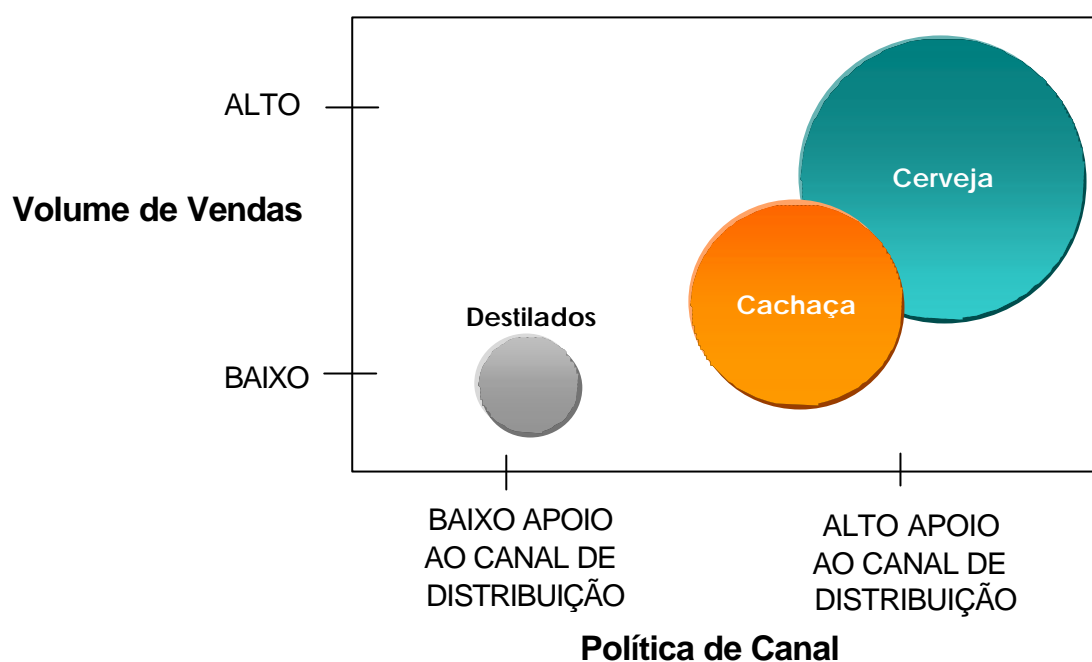 ALTO
Cerveja
Volume de Vendas
Cachaça
Destilados
BAIXO
BAIXO APOIO
AO CANAL DE
DISTRIBUIÇÃO
ALTO APOIO
AO CANAL DE
DISTRIBUIÇÃO
Política de Canal